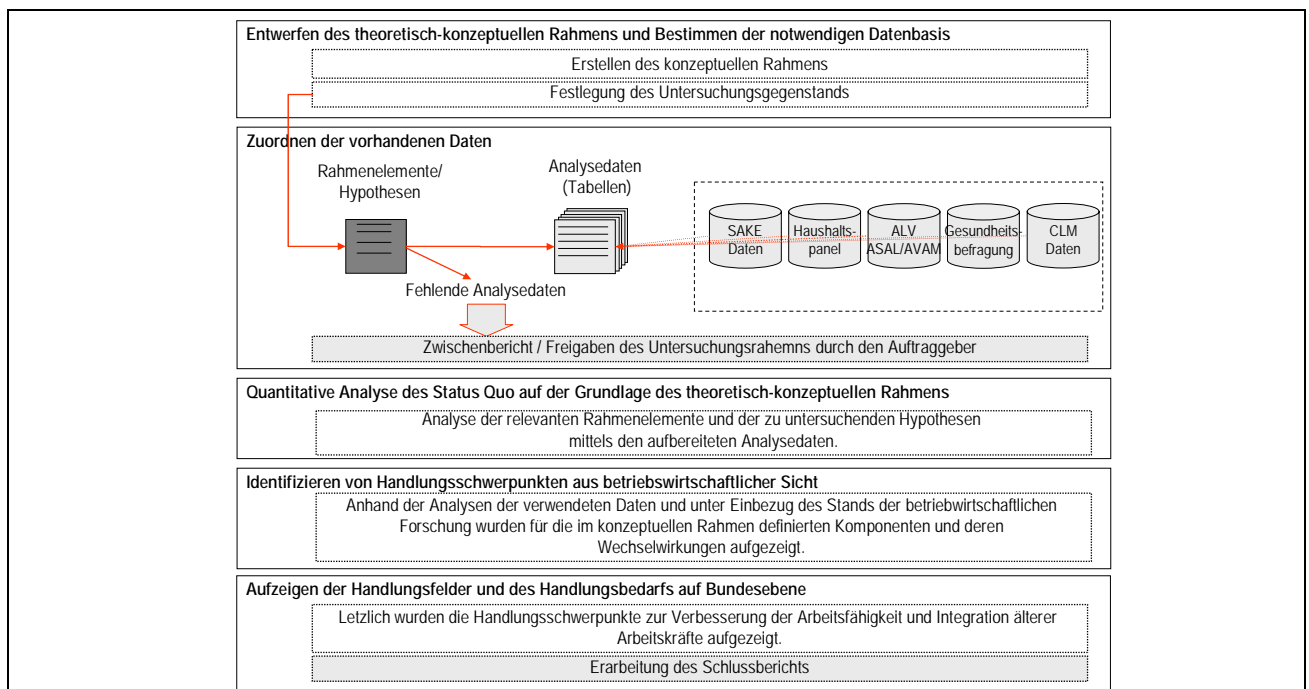 Entwerfen des theoretisch-konzeptuellen Rahmens und Bestimmen der notwendigen Datenbasis
Erstellen des konzeptuellen Rahmens
Festlegung des Untersuchungsgegenstands
Zuordnen der vorhandenen Daten
Rahmenelemente/
Hypothesen
Analysedaten
(Tabellen)
SAKE
Daten
Haushalts-
panel
ALV
ASAL/AVAM
Gesundheits-
befragung
CLM
Daten
Fehlende Analysedaten
Zwischenbericht / Freigaben des Untersuchungsrahemns durch den Auftraggeber
Quantitative Analyse des Status Quo auf der Grundlage des theoretisch-konzeptuellen Rahmens
Analyse der relevanten Rahmenelemente und der zu untersuchenden Hypothesen
mittels den aufbereiteten Analysedaten.
Identifizieren von Handlungsschwerpunkten aus betriebswirtschaftlicher Sicht
Anhand der Analysen der verwendeten Daten und unter Einbezug des Stands der betriebwirtschaftlichen
Forschung wurden für die im konzeptuellen Rahmen definierten Komponenten und deren
Wechselwirkungen aufgezeigt.
Aufzeigen der Handlungsfelder und des Handlungsbedarfs auf Bundesebene
Letzlich wurden die Handlungsschwerpunkte zur Verbesserung der Arbeitsfähigkeit und Integration älterer
Arbeitskräfte aufgezeigt.
Erarbeitung des Schlussberichts